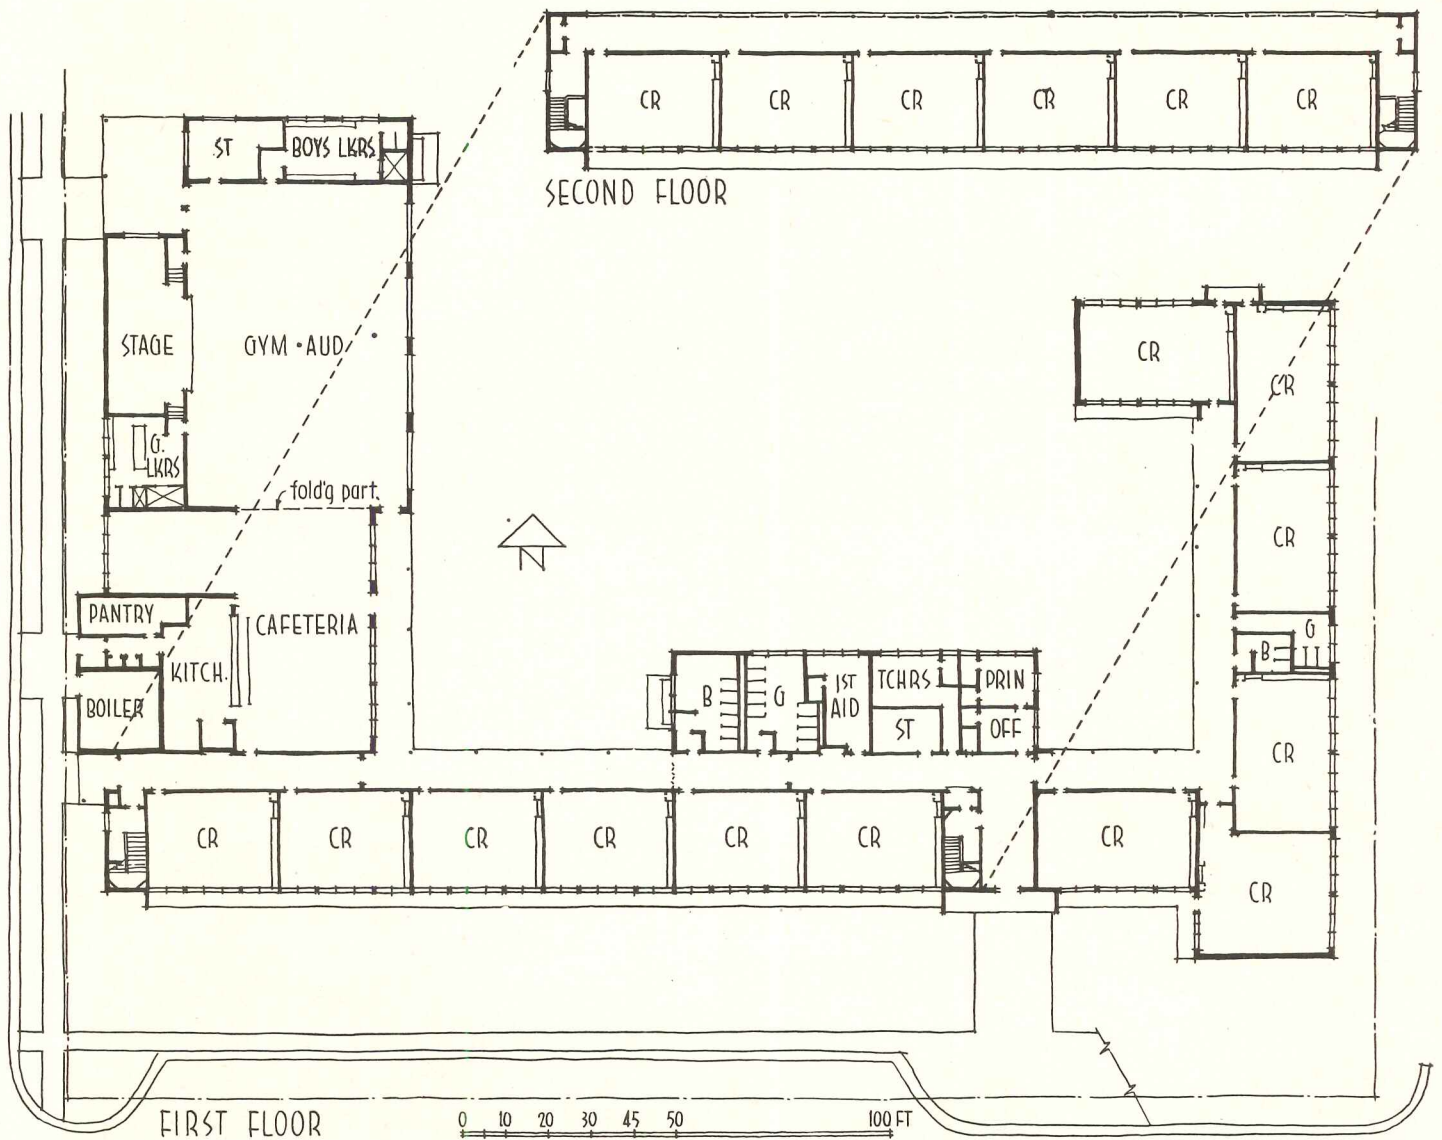 CR CR CR CR CR CR
SECOND FLOOR
ST BOYS LKRS
STAGE GYM • AUD
G.
LKRS
fold'g part.
N
CR CR
CR
G
B
CR
CR
PANTRY
CAFETERIA
KITCH.
BOILER
B G 1ST
AID
TCHRS PRIN
ST OFF
CR CR CR CR CR CR CR
FIRST FLOOR
0 10 20 30 45 50 100 FT